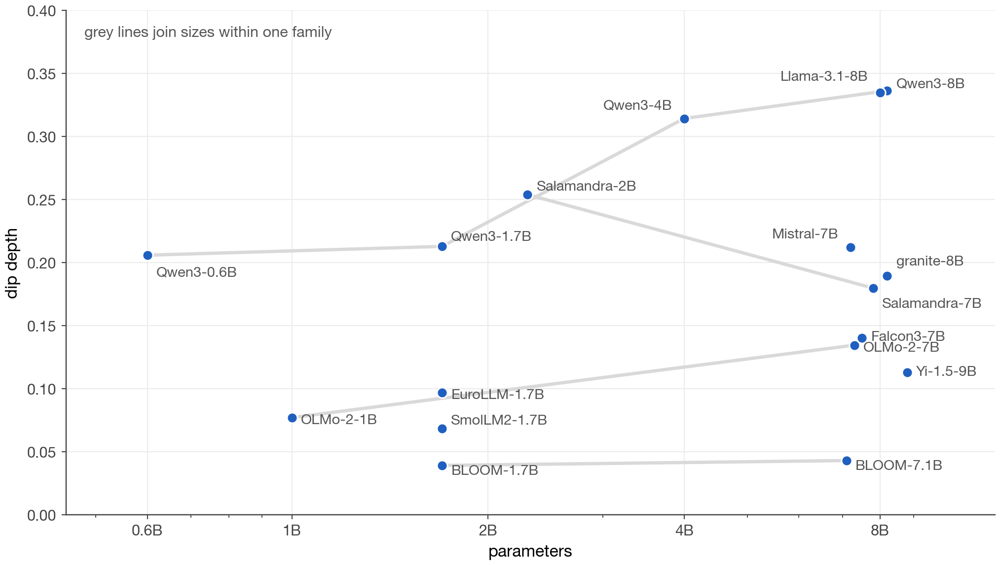 0.40
grey lines join sizes within one family
0.35
Llama-3.1-8B
Qwen3-8B
Qwen3-4B
0.30
Salamandra-2B
0.25
Qwen3-1.7B
Mistral-7B
granite-8B
0.20
Qwen3-0.6B
Salamandra-7B
0.15
Falcon3-7B
OLMo-2-7B
Yi-1.5-9B
0.10
EuroLLM-1.7B
OLMo-2-1B
SmolLM2-1.7B
0.05
BLOOM-1.7B
BLOOM-7.1B
0.00
dip depth
0.6B
1B
2B
4B
8B
parameters